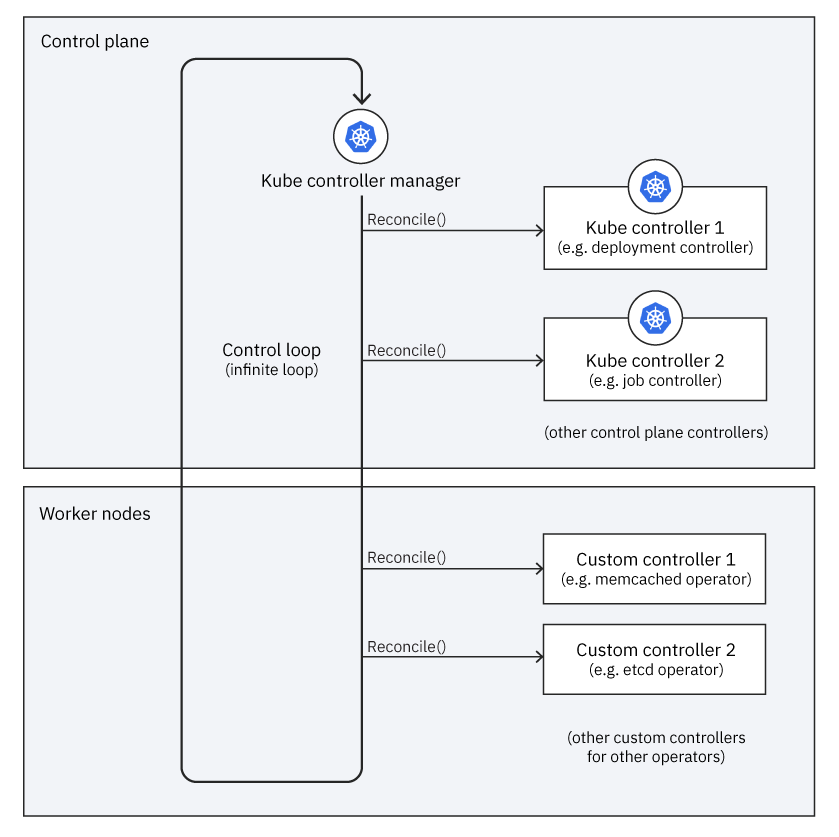 Control plane
Kube controller manager
Reconcile()
Kube controller 1
(e.g. deployment controller)
Control loop
(infinite loop)
Reconcile()
Kube controller 2
(e.g. job controller)
(other control plane controllers)
Worker nodes
Reconcile()
Custom controller 1
(e.g. memcached operator)
Reconcile()
Custom controller 2
(e.g. etcd operator)
(other custom controllers
for other operators)